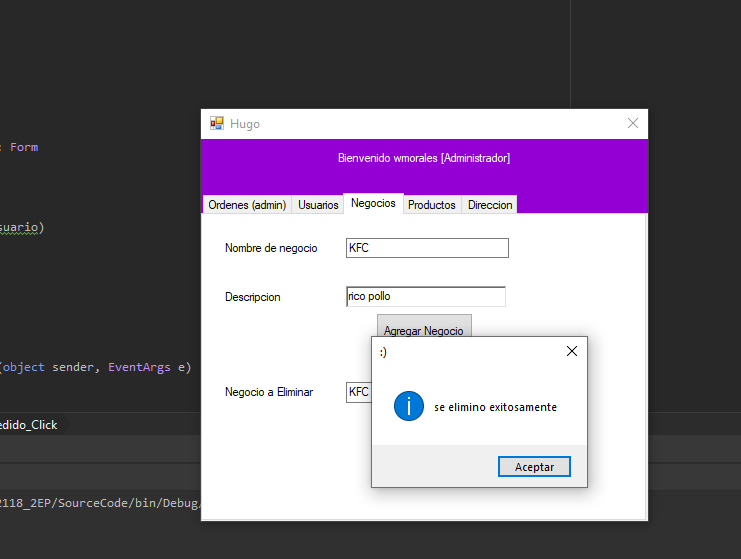 : Form
Hugo
Bienvenido wmorales [Administrador]
Ordenes (admin) Usuarios Negocios Productos Direccion
suario)
Nombre de negocio KFC
Descripcion rico pollo
Agregar Negocio
:)
(object sender, EventArgs e)
Negocio a Eliminar KFC
se elimino exitosamente
edido_Click
Aceptar
2118_2EP/SourceCode/bin/Debug/